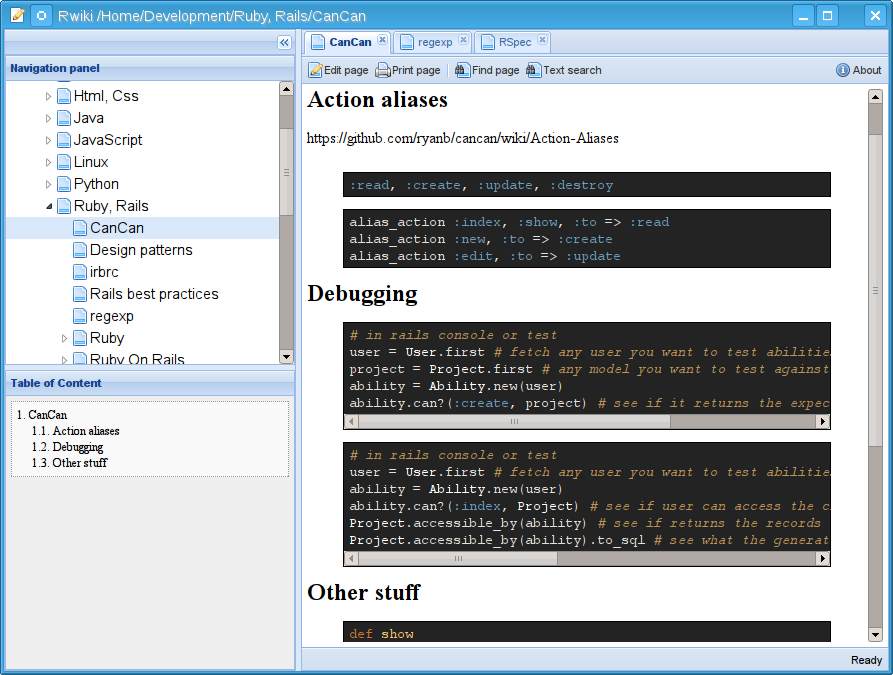 Rwiki /Home/Development/Ruby, Rails/CanCan
Navigation panel
Html, Css
Java
JavaScript
Linux
Python
Ruby, Rails
CanCan
Design patterns
irbrc
Rails best practices
regexp
Ruby
Ruby On Rails
Table of Content
1. CanCan
1.1. Action aliases
1.2. Debugging
1.3. Other stuff
CanCan regexp RSpec
Edit page Print page Find page Text search About
Action aliases
https://github.com/ryanb/cancan/wiki/Action-Aliases
:read, :create, :update, :destroy
alias_action :index, :show, :to => :read
alias_action :new, :to => :create
alias_action :edit, :to => :update
Debugging
# in rails console or test
user = User.first # fetch any user you want to test abilitie
project = Project.first # any model you want to test against
ability = Ability.new(user)
ability.can?(:create, project) # see if it returns the expec
# in rails console or test
user = User.first # fetch any user you want to test abilitie
ability = Ability.new(user)
ability.can?(:index, Project) # see if user can access the c
Project.accessible_by(ability) # see if returns the records
Project.accessible_by(ability).to_sql # see what the generat
Other stuff
def show
Ready